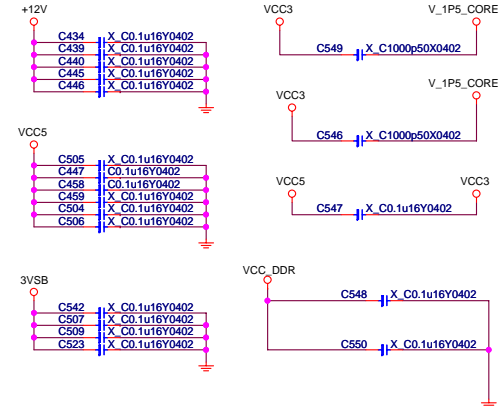 +12V
C434 X_C0.1u16Y0402
C439 X_C0.1u16Y0402
C440 X_C0.1u16Y0402
C445 X_C0.1u16Y0402
C446 X_C0.1u16Y0402
VCC5
C505 X_C0.1u16Y0402
C447 C0.1u16Y0402
C458 C0.1u16Y0402
C459 X_C0.1u16Y0402
C504 X_C0.1u16Y0402
C506 X_C0.1u16Y0402
3VSB
C542 X_C0.1u16Y0402
C507 X_C0.1u16Y0402
C509 X_C0.1u16Y0402
C523 X_C0.1u16Y0402
VCC3 V_1P5_CORE
C549 X_C1000p50X0402
VCC3 V_1P5_CORE
C546 X_C1000p50X0402
VCC5 VCC3
C547 X_C0.1u16Y0402
VCC_DDR
C548 X_C0.1u16Y0402
C550 X_C0.1u16Y0402